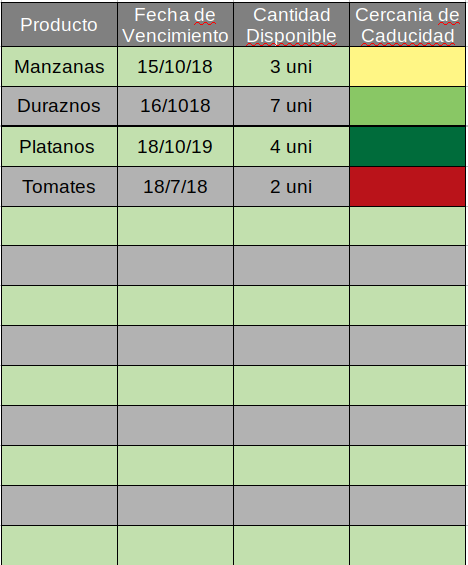 Producto Fecha de Vencimiento Cantidad Disponible Cercania de Caducidad
Manzanas 15/10/18 3 uni
Duraznos 16/1018 7 uni
Platanos 18/10/19 4 uni
Tomates 18/7/18 2 uni